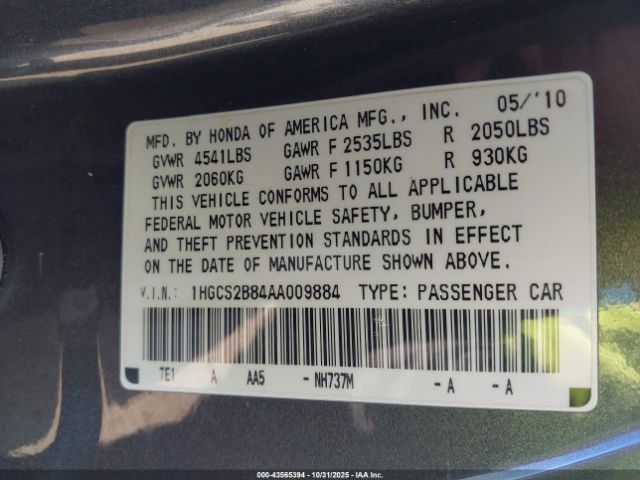 MFD. BY HONDA OF AMERICA MFG., INC. 05/'10
GVWR 4541LBS GAWR F 2535LBS R 2050LBS
GVWR 2060KG GAWR F 1150KG R 930KG
THIS VEHICLE CONFORMS TO ALL APPLICABLE
FEDERAL MOTOR VEHICLE SAFETY, BUMPER,
AND THEFT PREVENTION STANDARDS IN EFFECT
ON THE DATE OF MANUFACTURE SHOWN ABOVE.
V.I.N.: 1HGCS2B84AA009884 TYPE: PASSENGER CAR
TE1 A AA5 - NH737M - A - A
000-43565394 | 10/31/2025 | IAA Inc.